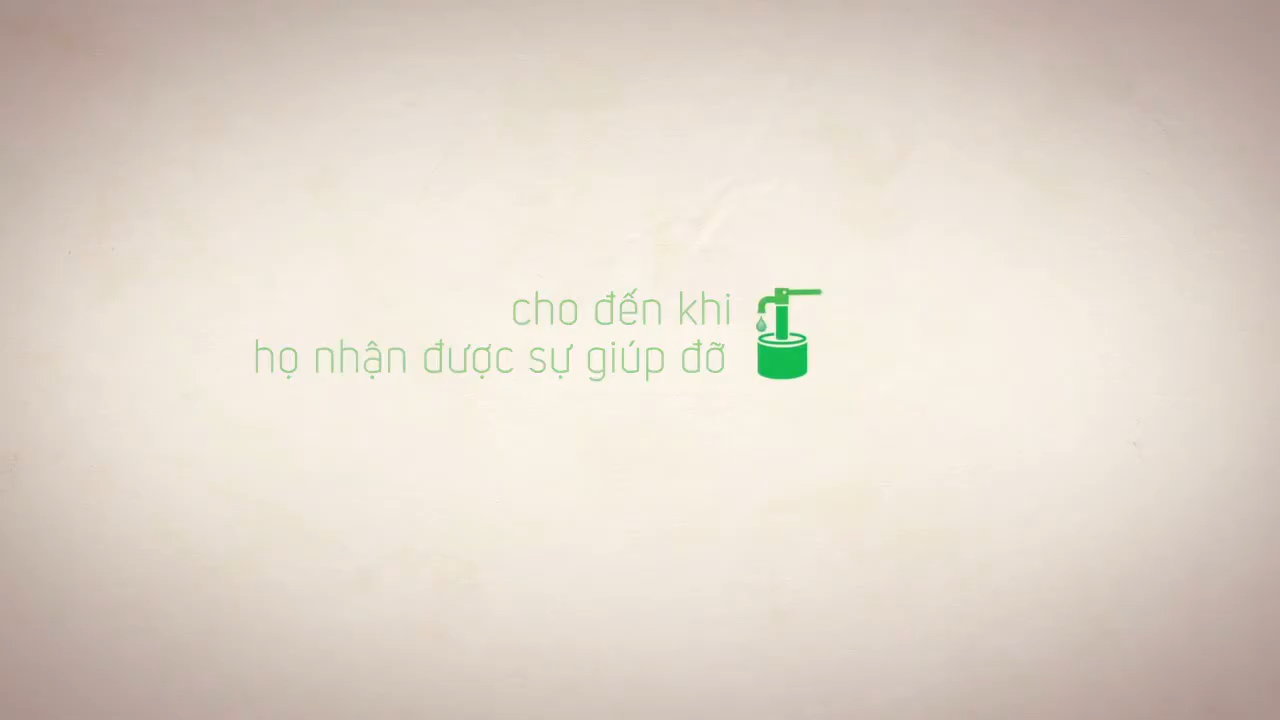 cho đến khi
họ nhận được sự giúp đỡ